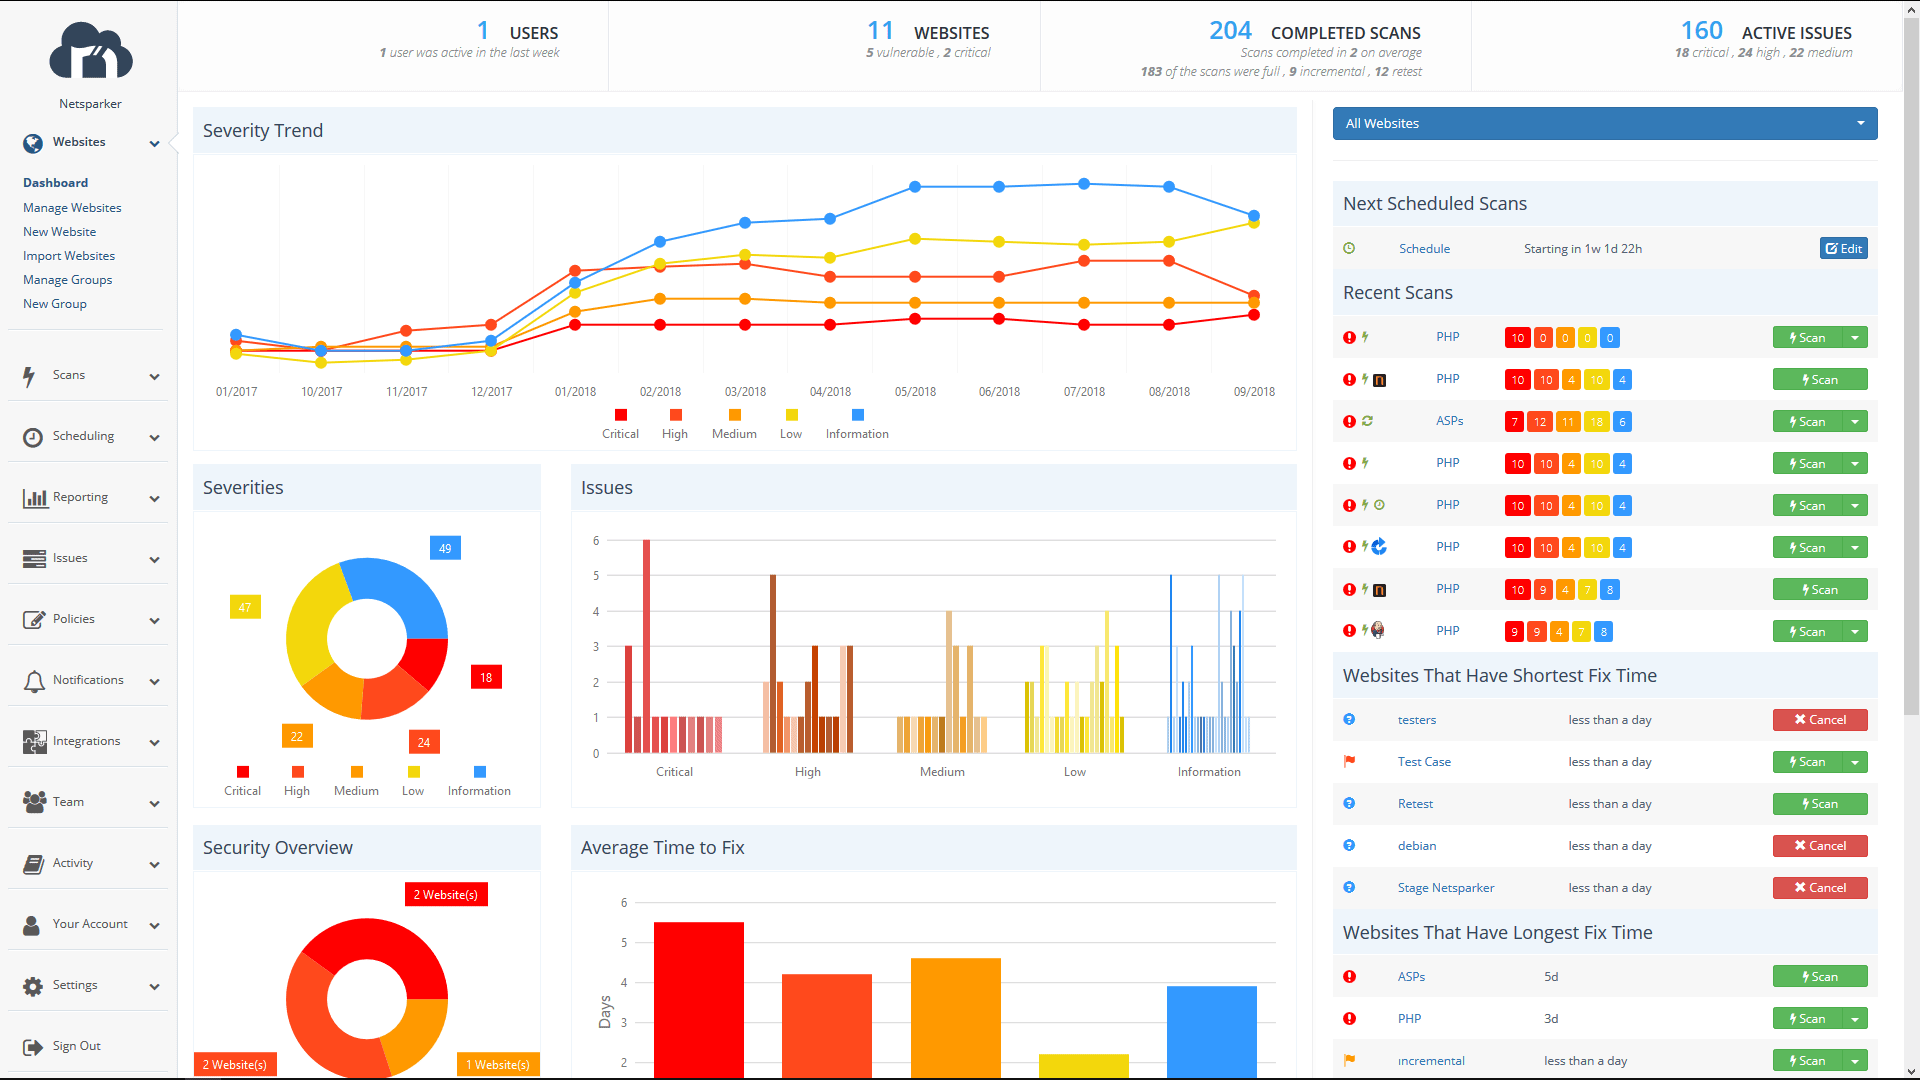 Netsparker
Websites
Dashboard
Manage Websites
New Website
Import Websites
Manage Groups
New Group
Scans
Scheduling
Reporting
Issues
Policies
Notifications
Integrations
Team
Activity
Your Account
Settings
Sign Out
1 USERS
1 user was active in the last week
11 WEBSITES
5 vulnerable , 2 critical
204 COMPLETED SCANS
Scans completed in 2 on average
183 of the scans were full , 9 incremental , 12 retest
160 ACTIVE ISSUES
18 critical , 24 high , 22 medium
Severity Trend
01/2017 10/2017 11/2017 12/2017 01/2018 02/2018 03/2018 04/2018 05/2018 06/2018 07/2018 08/2018 09/2018
Critical High Medium Low Information
Severities
49
47
18
22
24
Critical High Medium Low Information
Issues
6
5
4
3
2
1
0
Critical High Medium Low Information
Security Overview
2 Website(s)
2 Website(s)
1 Website(s)
Average Time to Fix
Days
6
5
4
3
2
All Websites
Next Scheduled Scans
Schedule Starting in 1w 1d 22h Edit
Recent Scans
PHP 10 0 0 0 0 Scan
PHP 10 10 4 10 4 Scan
ASPs 7 12 11 18 6 Scan
PHP 10 10 4 10 4 Scan
PHP 10 10 4 10 4 Scan
PHP 10 10 4 10 4 Scan
PHP 10 9 4 7 8 Scan
PHP 9 9 4 7 8 Scan
Websites That Have Shortest Fix Time
testers less than a day Cancel
Test Case less than a day Scan
Retest less than a day Scan
debian less than a day Cancel
Stage Netsparker less than a day Cancel
Websites That Have Longest Fix Time
ASPs 5d Scan
PHP 3d Scan
incremental less than a day Scan